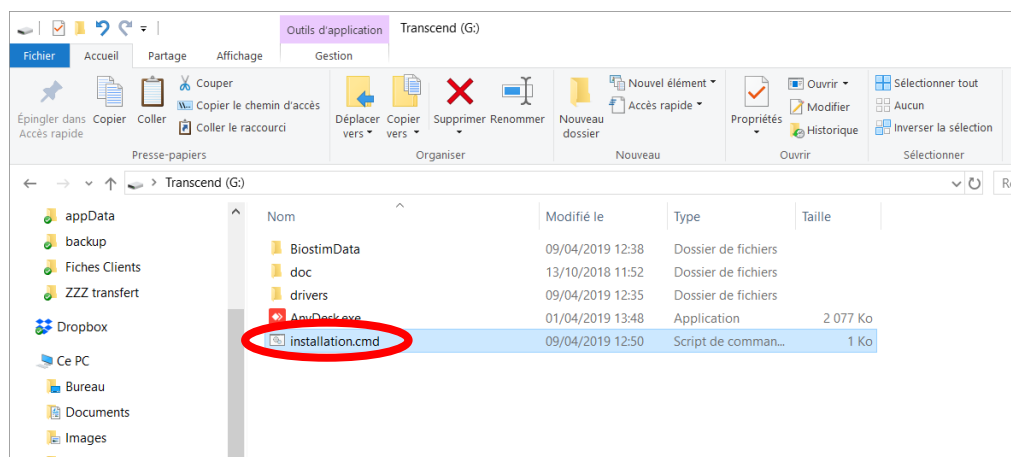 Outils d'application Transcend (G:)
Fichier Accueil Partage Affichage Gestion
Épingler dans
Accès rapide
Copier
Coller
Couper
Copier le chemin d'accès
Coller le raccourci
Presse-papiers
Déplacer
vers
Copier
vers
Supprimer
Renommer
Organiser
Nouveau
dossier
Nouvel élément
Accès rapide
Nouveau
Propriétés
Ouvrir
Modifier
Historique
Ouvrir
Sélectionner tout
Aucun
Inverser la sélection
Sélectionner
Transcend (G:)
appData
backup
Fiches Clients
ZZZ transfert
Dropbox
Ce PC
Bureau
Documents
Images
Nom Modifié le Type Taille
BiostimData 09/04/2019 12:38 Dossier de fichiers
doc 13/10/2018 11:52 Dossier de fichiers
drivers 09/04/2019 12:35 Dossier de fichiers
AnyDesk.exe 01/04/2019 13:48 Application 2 077 Ko
installation.cmd 09/04/2019 12:50 Script de comman... 1 Ko